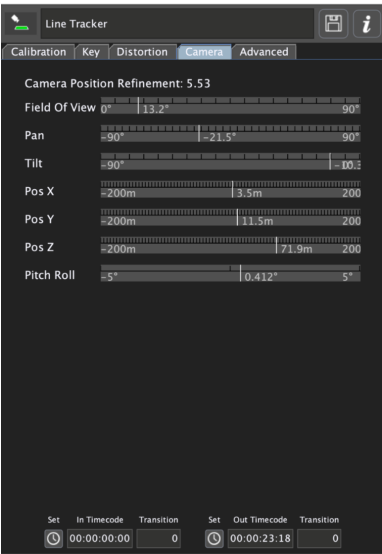 Line Tracker
Calibration Key Distortion Camera Advanced
Camera Position Refinement: 5.53
Field Of View 0° 13.2° 90°
Pan -90° -21.5° 90°
Tilt -90°
Pos X -200m 3.5m 200
Pos Y -200m 11.5m 200
Pos Z -200m 71.9m 200
Pitch Roll -5° 0.412° 5°
Set In Timecode Transition Set Out Timecode Transition
00:00:00:00 0 00:00:23:18 0